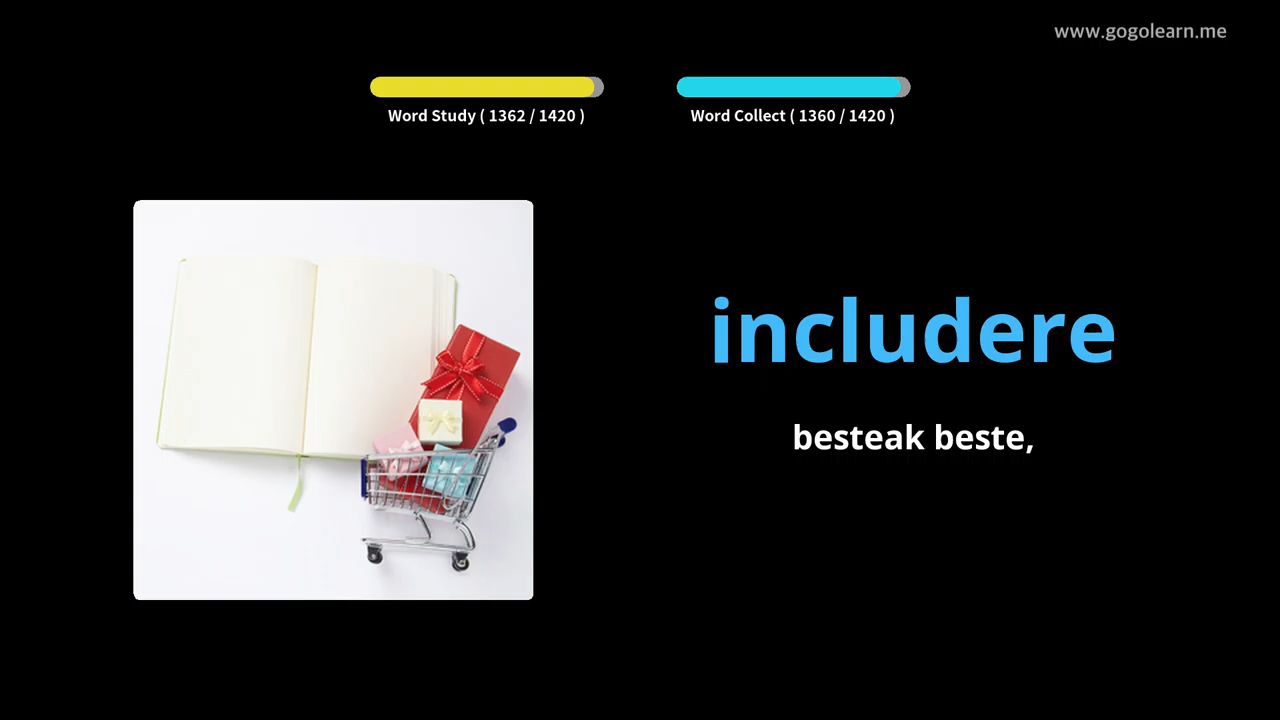 www.gogolearn.me
Word Study ( 1362 / 1420 )
Word Collect ( 1360 / 1420 )
includere
besteak beste,